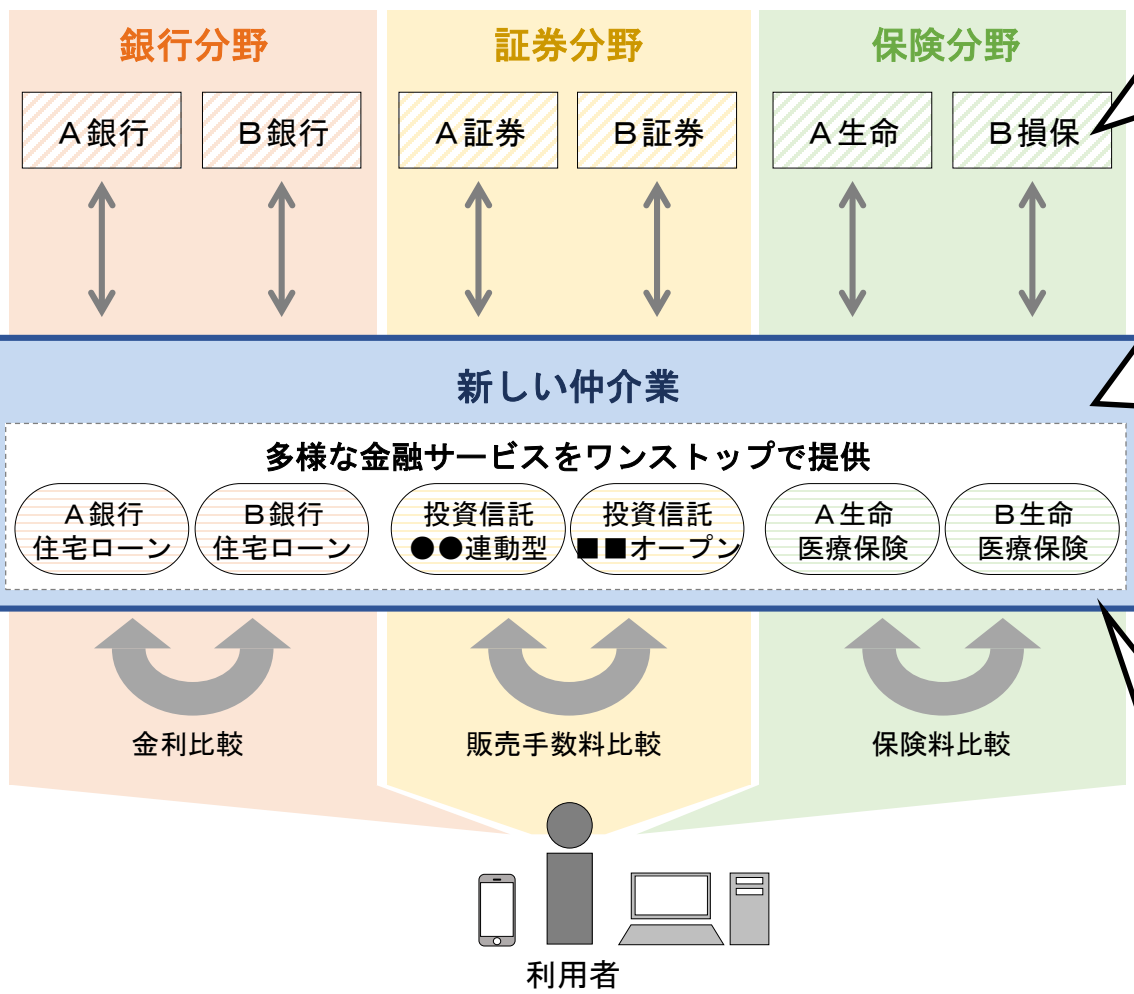 銀行分野
証券分野
保険分野
A銀行
B銀行
A証券
B証券
A生命
B損保
新しい仲介業
多様な金融サービスをワンストップで提供
A銀行
住宅ローン
B銀行
住宅ローン
投資信託
●●連動型
投資信託
■■オープン
A生命
医療保険
B生命
医療保険
金利比較
販売手数料比較
保険料比較
利用者